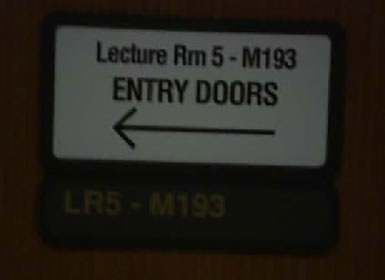 Lecture Rm 5 - M193
ENTRY DOORS
LR5 - M193